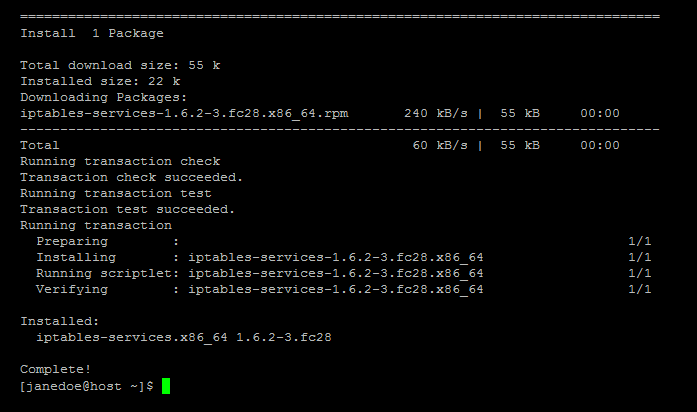 ================================================================================
Install  1 Package

Total download size: 55 k
Installed size: 22 k
Downloading Packages:
iptables-services-1.6.2-3.fc28.x86_64.rpm       240 kB/s |  55 kB     00:00
--------------------------------------------------------------------------------
Total                                            60 kB/s |  55 kB     00:00
Running transaction check
Transaction check succeeded.
Running transaction test
Transaction test succeeded.
Running transaction
  Preparing        :                                                        1/1
  Installing       : iptables-services-1.6.2-3.fc28.x86_64                  1/1
  Running scriptlet: iptables-services-1.6.2-3.fc28.x86_64                  1/1
  Verifying        : iptables-services-1.6.2-3.fc28.x86_64                  1/1

Installed:
  iptables-services.x86_64 1.6.2-3.fc28

Complete!
[janedoe@host ~]$